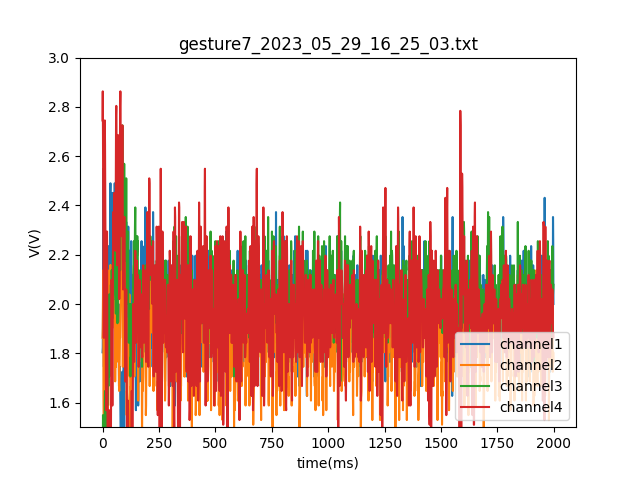 gesture7_2023_05_29_16_25_03.txt
3.0
2.8
2.6
2.4
2.2
2.0
1.8
1.6
V(V)
channel1
channel2
channel3
channel4
0 250 500 750 1000 1250 1500 1750 2000
time(ms)